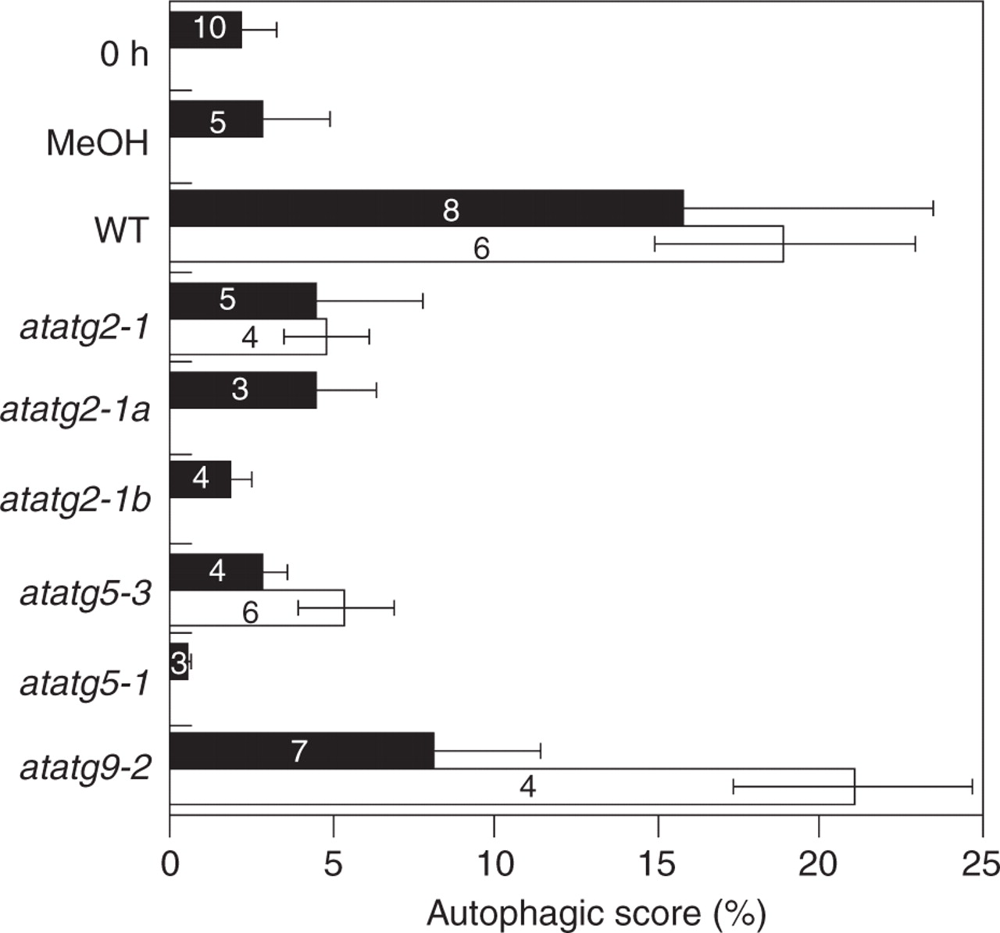 0 h
10
MeOH
5
WT
8
6
atatg2-1
5
4
atatg2-1a
3
atatg2-1b
4
atatg5-3
4
6
atatg5-1
3
atatg9-2
7
4
0 5 10 15 20 25
Autophagic score (%)